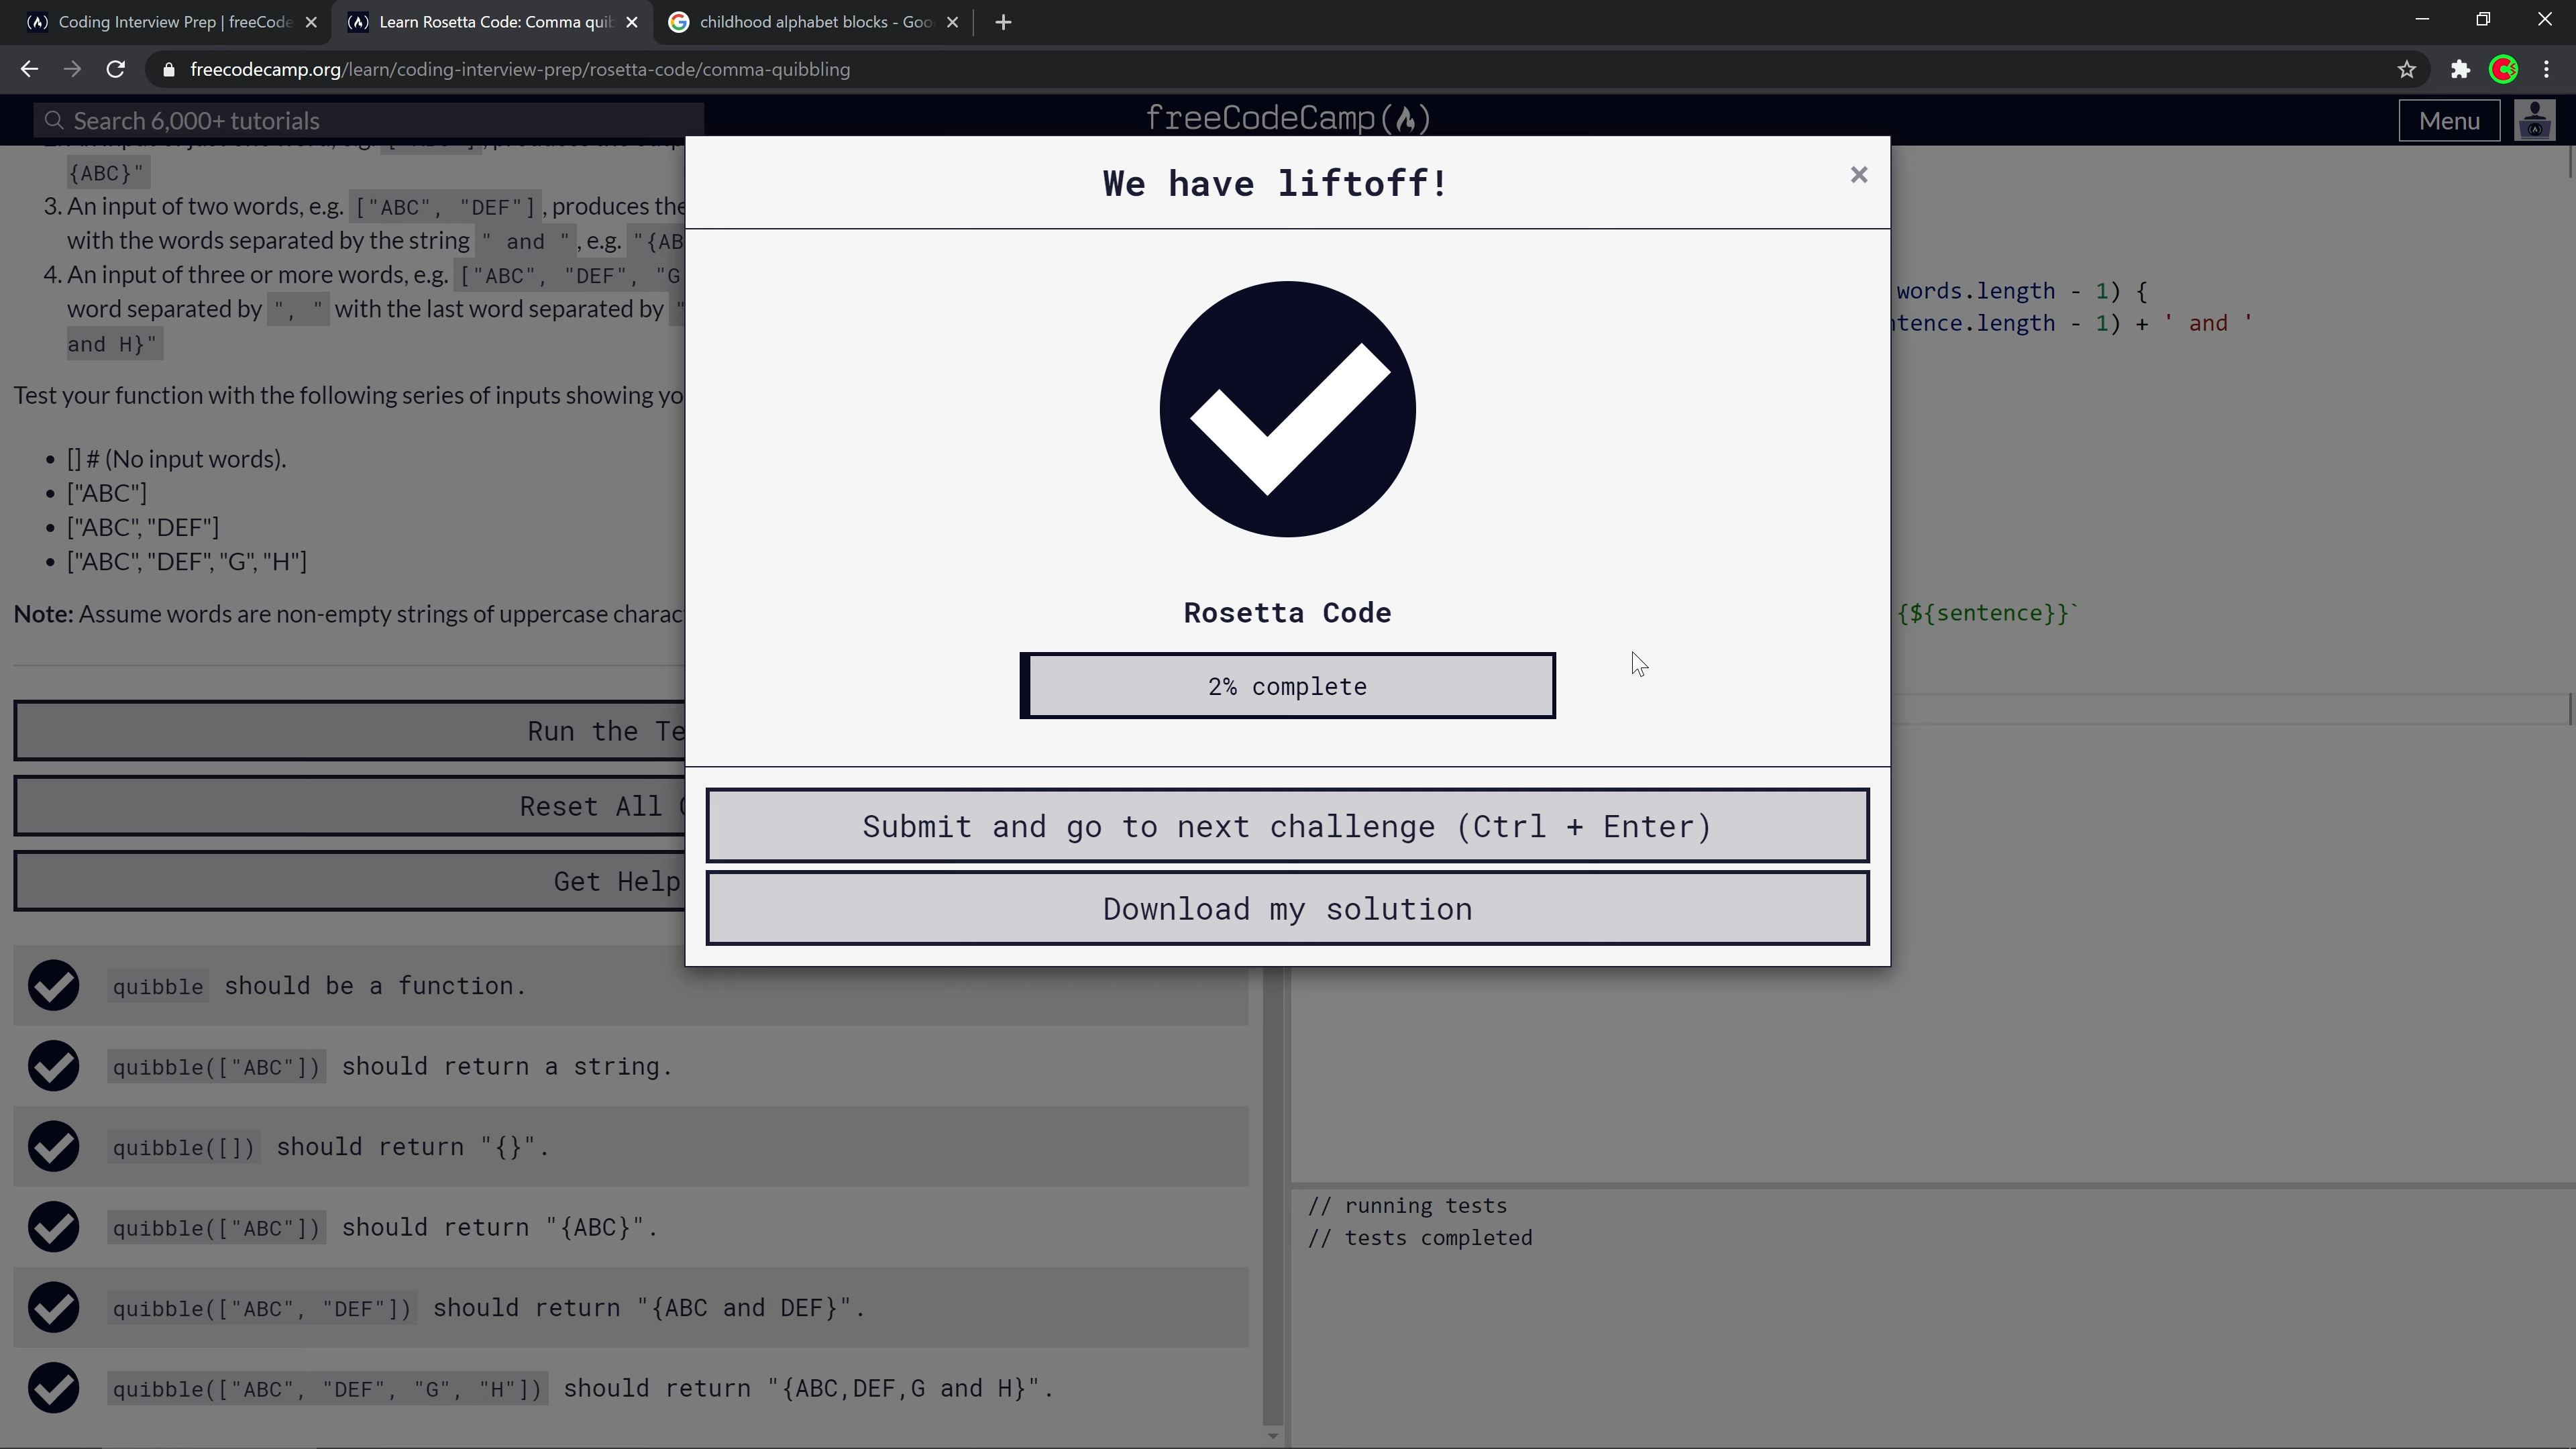 Coding Interview Prep | freeCode
Learn Rosetta Code: Comma quib
childhood alphabet blocks - Goo
freecodecamp.org/learn/coding-interview-prep/rosetta-code/comma-quibbling
Search 6,000+ tutorials
freeCodeCamp
Menu
{ABC}"
3. An input of two words, e.g. ["ABC", "DEF"], produces the
with the words separated by the string " and ", e.g. "{AB
4. An input of three or more words, e.g. ["ABC", "DEF", "G
word separated by ", " with the last word separated by "
and H}"
Test your function with the following series of inputs showing yo
• [] # (No input words).
• ["ABC"]
• ["ABC", "DEF"]
• ["ABC", "DEF", "G", "H"]
Note: Assume words are non-empty strings of uppercase charac
Run the Te
Reset All
Get Help
quibble should be a function.
quibble(["ABC"]) should return a string.
quibble([]) should return "{}".
quibble(["ABC"]) should return "{ABC}".
quibble(["ABC", "DEF"]) should return "{ABC and DEF}".
quibble(["ABC", "DEF", "G", "H"]) should return "{ABC,DEF,G and H}".
We have liftoff!
×
Rosetta Code
2% complete
Submit and go to next challenge (Ctrl + Enter)
Download my solution
words.length - 1) {
ntence.length - 1) + ' and '
{${sentence}}`
// running tests
// tests completed